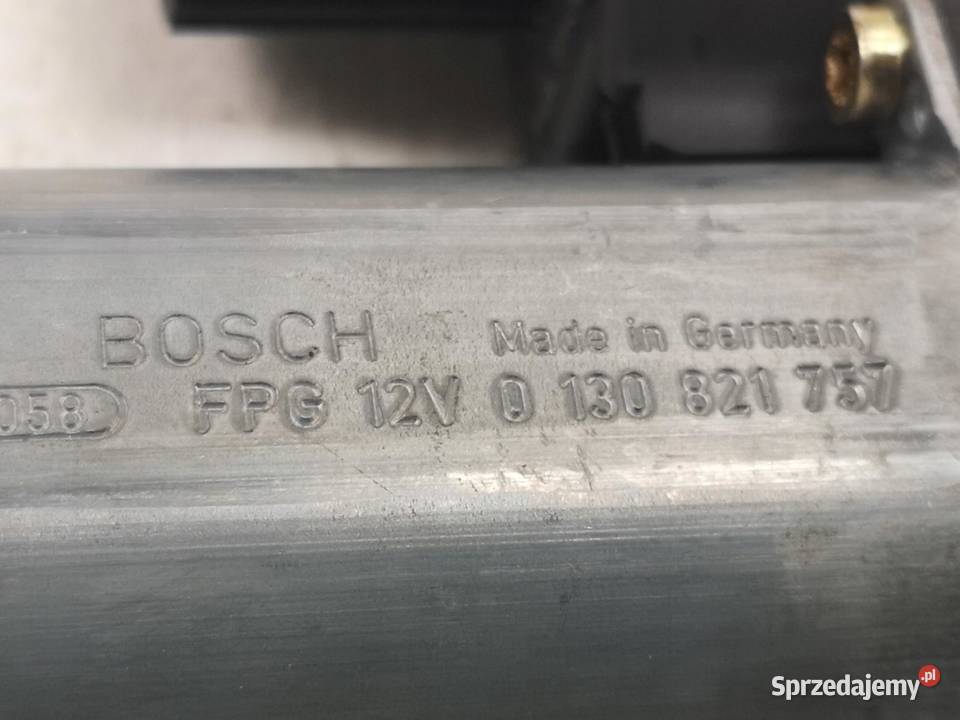 BOSCH Made in Germany
058 FPG 12V 0 130 821 757
Sprzedajemy.pl